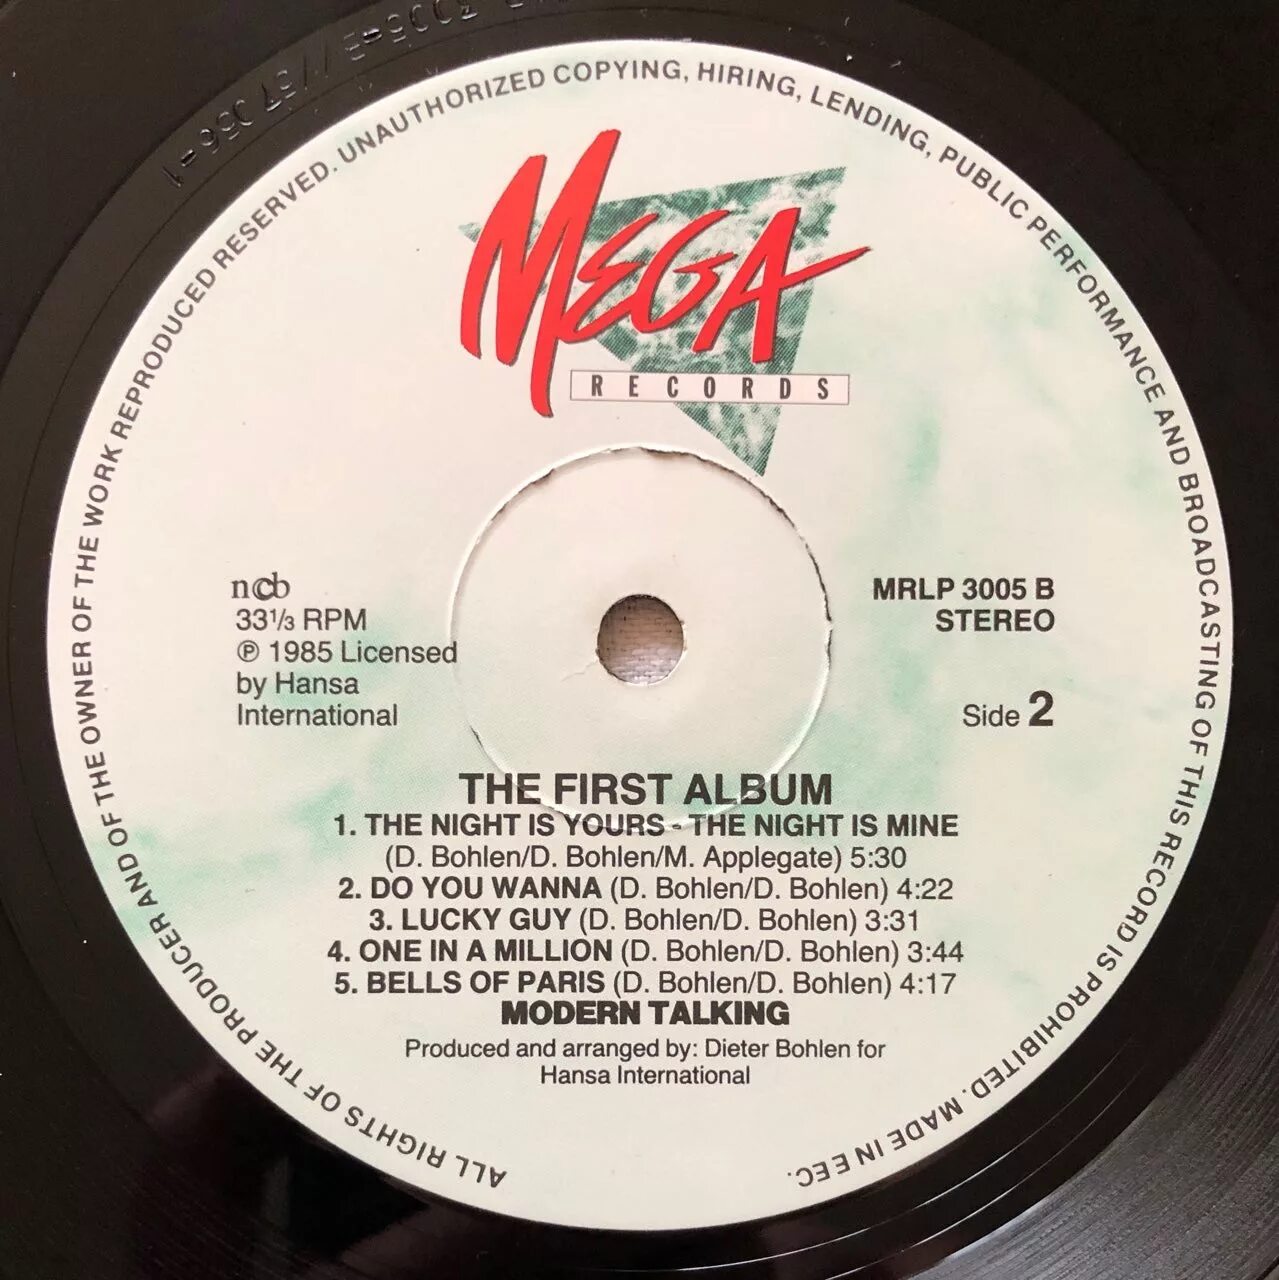 ALL RIGHTS OF THE PRODUCER AND OF THE OWNER OF THE WORK REPRODUCED RESERVED. UNAUTHORIZED COPYING, HIRING, LENDING, PUBLIC PERFORMANCE AND BROADCASTING OF THIS RECORD IS PROHIBITED. MADE IN EEC.
MEGA
RECORDS
ncb
33⅓ RPM
℗ 1985 Licensed
by Hansa
International
MRLP 3005 B
STEREO
Side 2
THE FIRST ALBUM
1. THE NIGHT IS YOURS - THE NIGHT IS MINE
(D. Bohlen/D. Bohlen/M. Applegate) 5:30
2. DO YOU WANNA (D. Bohlen/D. Bohlen) 4:22
3. LUCKY GUY (D. Bohlen/D. Bohlen) 3:31
4. ONE IN A MILLION (D. Bohlen/D. Bohlen) 3:44
5. BELLS OF PARIS (D. Bohlen/D. Bohlen) 4:17
MODERN TALKING
Produced and arranged by: Dieter Bohlen for
Hansa International